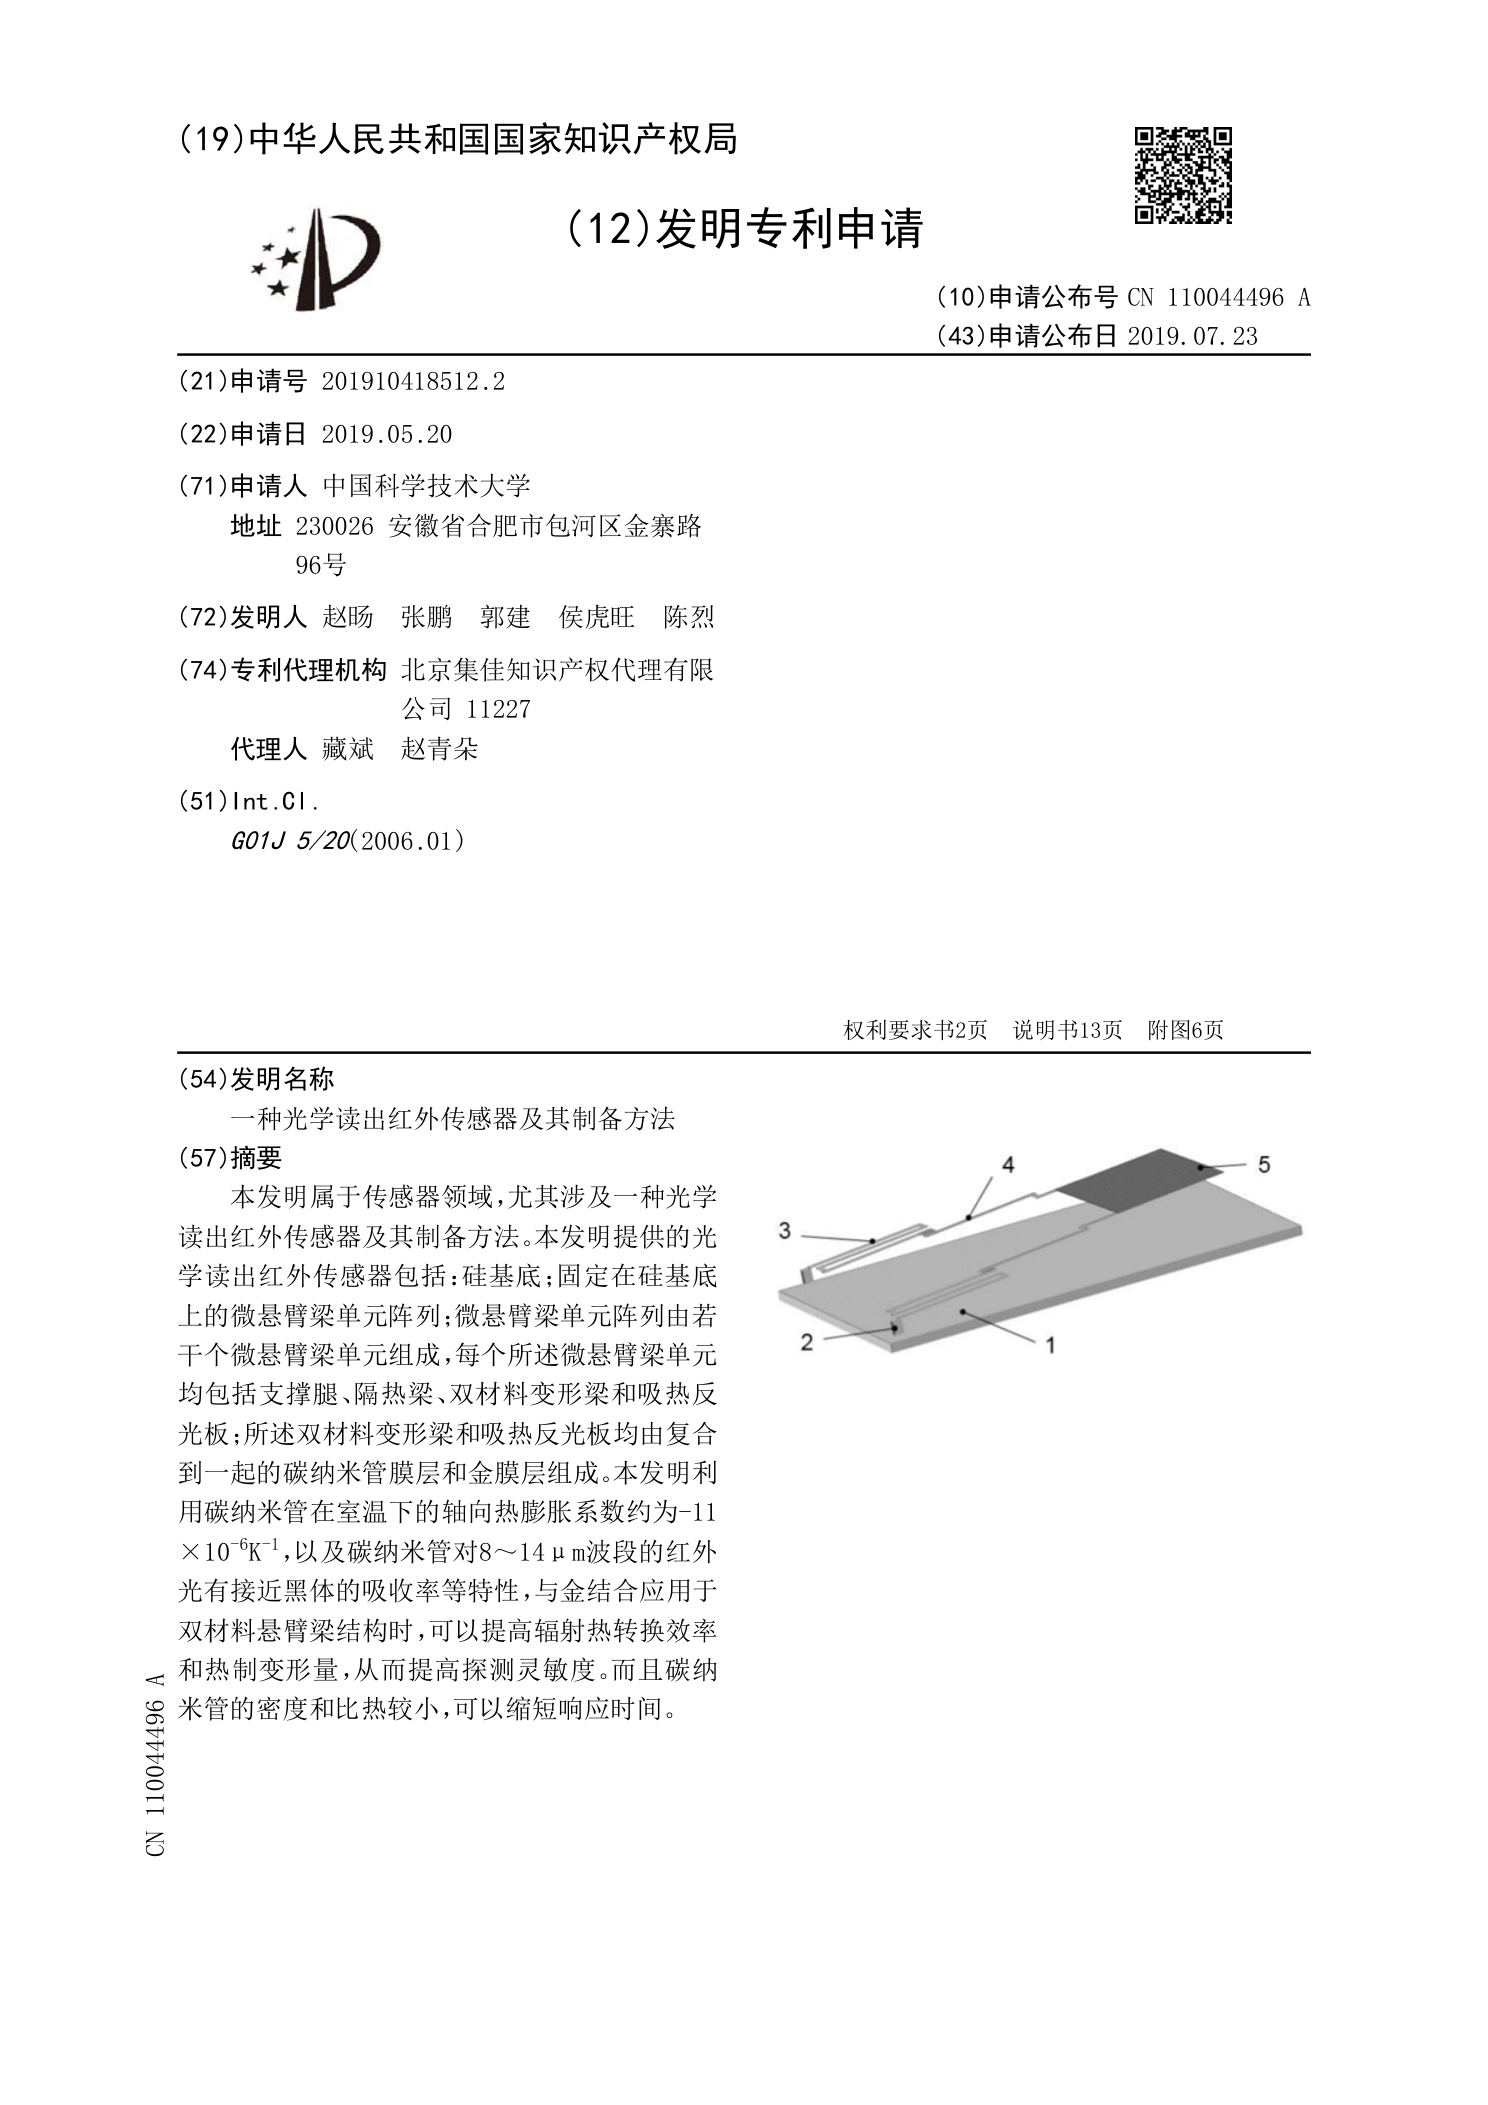 (19)中华人民共和国国家知识产权局
(12)发明专利申请
(10)申请公布号 CN 110044496 A
(43)申请公布日 2019.07.23
(21)申请号 201910418512.2
(22)申请日 2019.05.20
(71)申请人 中国科学技术大学
地址 230026 安徽省合肥市包河区金寨路
96号
(72)发明人 赵旸 张鹏 郭建 侯虎旺 陈烈
(74)专利代理机构 北京集佳知识产权代理有限
公司 11227
代理人 藏斌 赵青朵
(51)Int.Cl.
G01J 5/20(2006.01)
权利要求书2页 说明书13页 附图6页
(54)发明名称
一种光学读出红外传感器及其制备方法
(57)摘要
本发明属于传感器领域,尤其涉及一种光学
读出红外传感器及其制备方法。本发明提供的光
学读出红外传感器包括:硅基底;固定在硅基底
上的微悬臂梁单元阵列;微悬臂梁单元阵列由若
干个微悬臂梁单元组成,每个所述微悬臂梁单元
均包括支撑腿、隔热梁、双材料变形梁和吸热反
光板;所述双材料变形梁和吸热反光板均由复合
到一起的碳纳米管膜层和金膜层组成。本发明利
用碳纳米管在室温下的轴向热膨胀系数约为-11
×10⁻⁶K⁻¹,以及碳纳米管对8～14μm波段的红外
光有接近黑体的吸收率等特性,与金结合应用于
双材料悬臂梁结构时,可以提高辐射热转换效率
和热制变形量,从而提高探测灵敏度。而且碳纳
米管的密度和比热较小,可以缩短响应时间。
4
5
3
2
1
CN 110044496 A